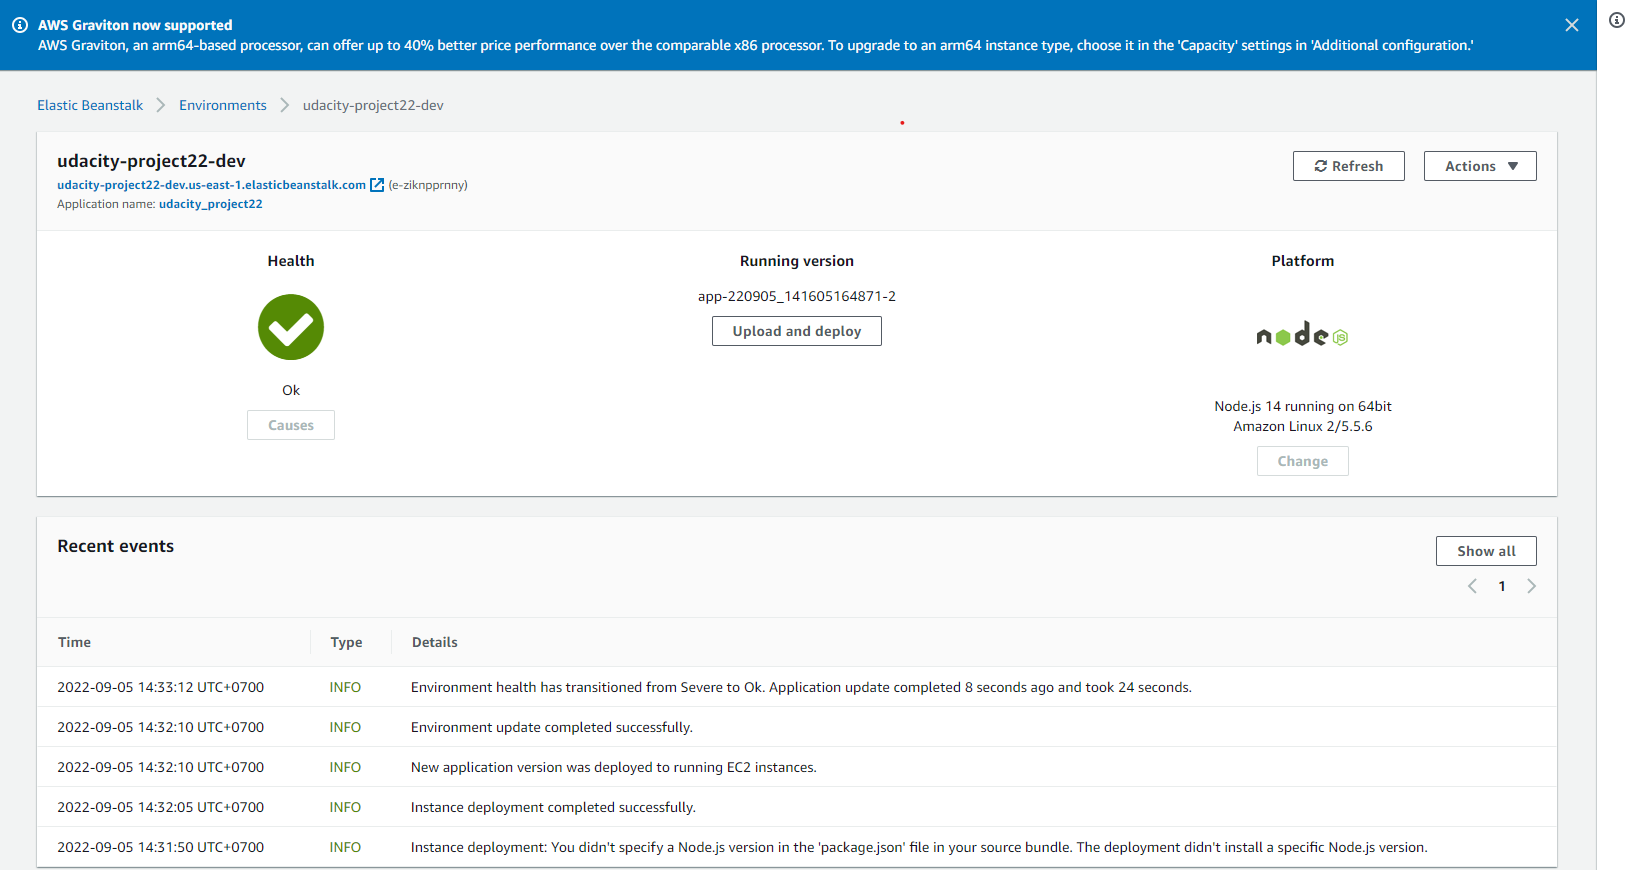 AWS Graviton now supported
AWS Graviton, an arm64-based processor, can offer up to 40% better price performance over the comparable x86 processor. To upgrade to an arm64 instance type, choose it in the 'Capacity' settings in 'Additional configuration.'
Elastic Beanstalk Environments udacity-project22-dev
udacity-project22-dev
Refresh
Actions
udacity-project22-dev.us-east-1.elasticbeanstalk.com (e-ziknpprnny)
Application name: udacity_project22
Health
Running version
Platform
app-220905_141605164871-2
Upload and deploy
node JS
Ok
Causes
Node.js 14 running on 64bit
Amazon Linux 2/5.5.6
Change
Recent events
Show all
1
Time Type Details
2022-09-05 14:33:12 UTC+0700 INFO Environment health has transitioned from Severe to Ok. Application update completed 8 seconds ago and took 24 seconds.
2022-09-05 14:32:10 UTC+0700 INFO Environment update completed successfully.
2022-09-05 14:32:10 UTC+0700 INFO New application version was deployed to running EC2 instances.
2022-09-05 14:32:05 UTC+0700 INFO Instance deployment completed successfully.
2022-09-05 14:31:50 UTC+0700 INFO Instance deployment: You didn't specify a Node.js version in the 'package.json' file in your source bundle. The deployment didn't install a specific Node.js version.